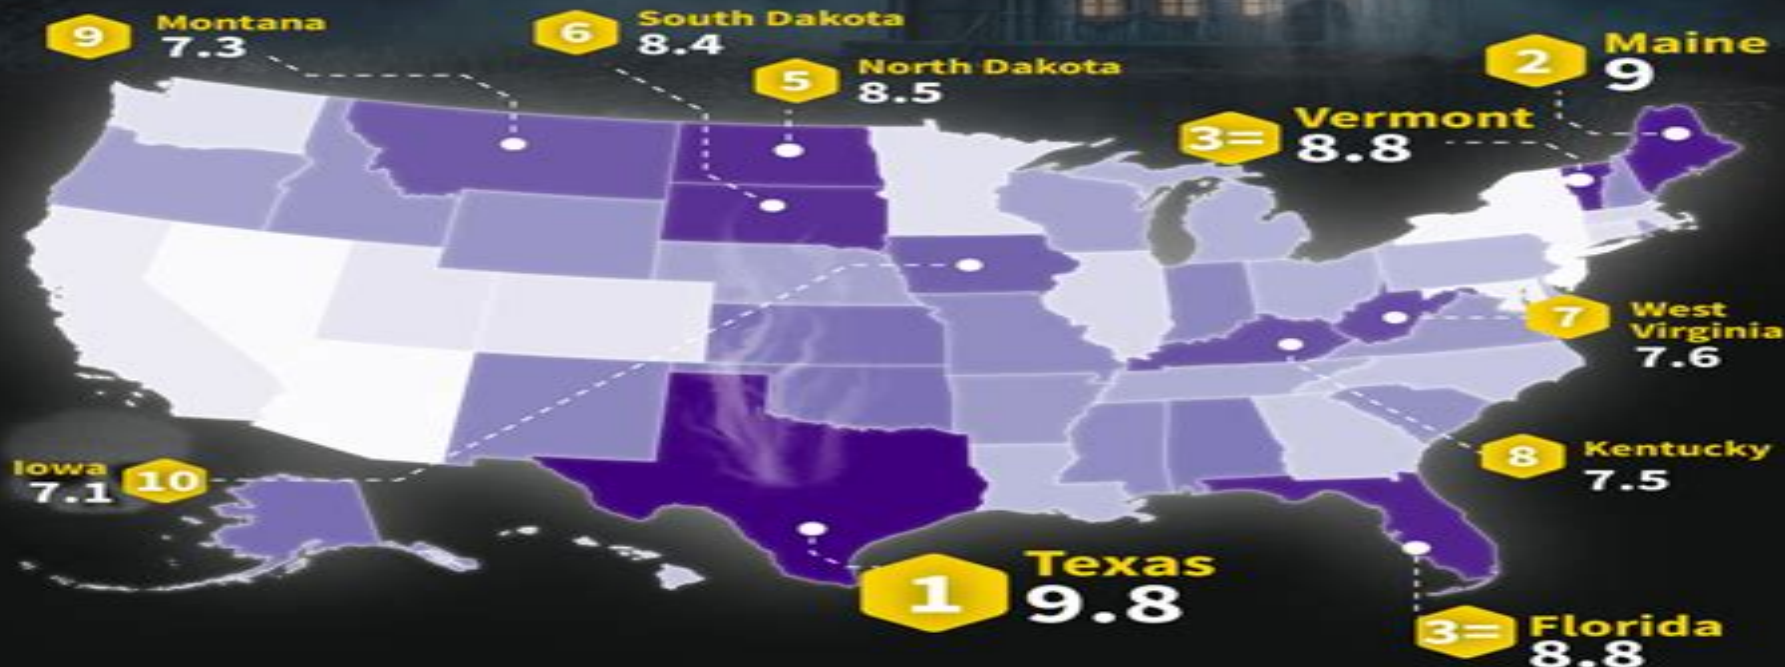 9
Montana
7.3
6
South Dakota
8.4
5
North Dakota
8.5
2
Maine
9
3=
Vermont
8.8
7
West
Virginia
7.6
8
Kentucky
7.5
Iowa
7.1
10
1
Texas
9.8
3=
Florida
8.8